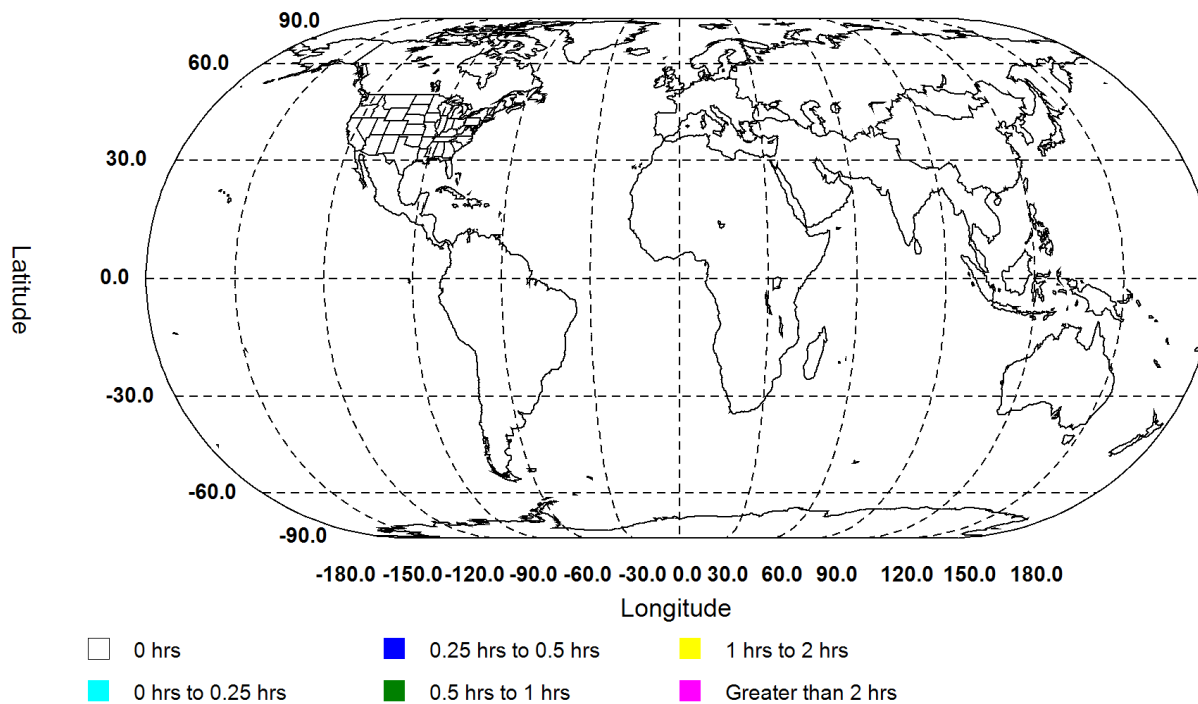 90.0
60.0
30.0
0.0
-30.0
-60.0
-90.0
Latitude
-180.0 -150.0 -120.0 -90.0 -60.0 -30.0 0.0 30.0 60.0 90.0 120.0 150.0 180.0
Longitude
0 hrs 0.25 hrs to 0.5 hrs 1 hrs to 2 hrs
0 hrs to 0.25 hrs 0.5 hrs to 1 hrs Greater than 2 hrs